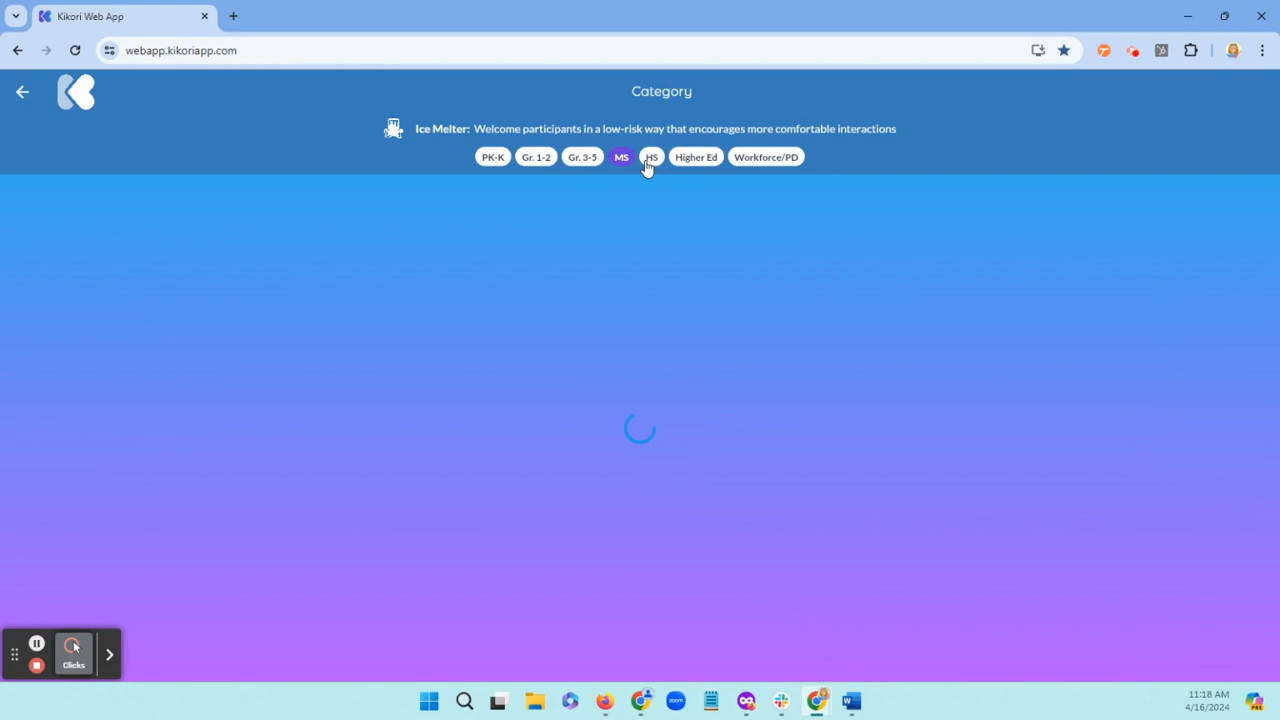 Kikori Web App
webapp.kikoriapp.com
Category
Ice Melter: Welcome participants in a low-risk way that encourages more comfortable interactions
PK-K Gr. 1-2 Gr. 3-5 MS HS Higher Ed Workforce/PD
Clicks
zoom
11:18 AM
4/16/2024